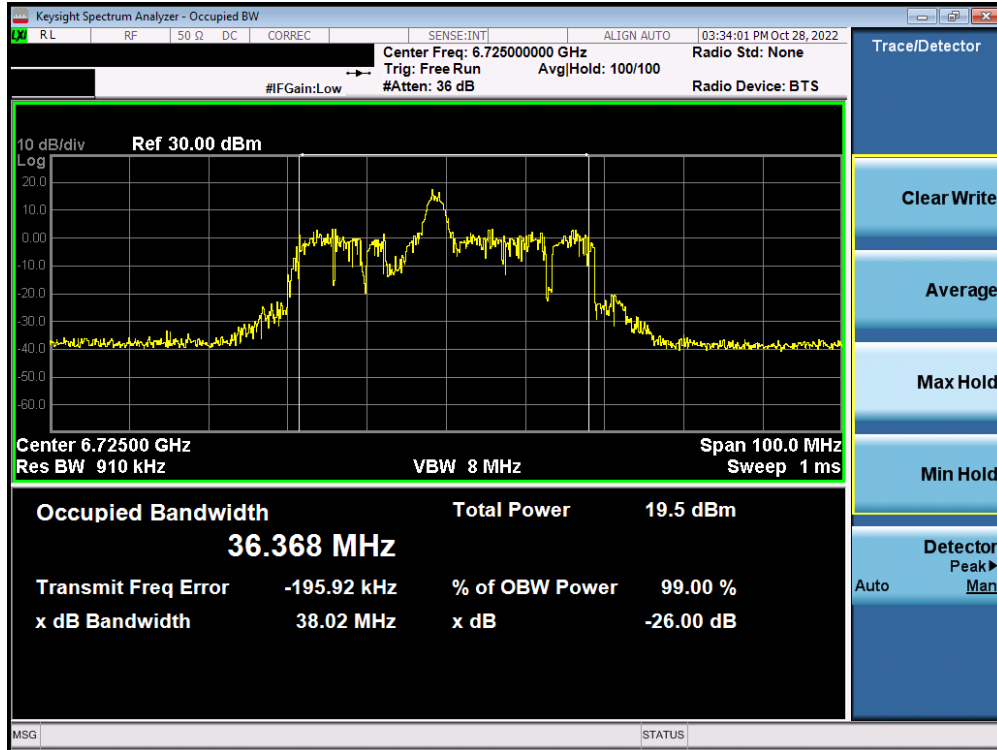 Keysight Spectrum Analyzer - Occupied BW
LXI RL RF 50 Ω DC CORREC SENSE:INT ALIGN AUTO 03:34:01 PM Oct 28, 2022
Center Freq: 6.725000000 GHz Radio Std: None
Trig: Free Run Avg|Hold: 100/100
#IFGain:Low #Atten: 36 dB Radio Device: BTS
Trace/Detector
10 dB/div Ref 30.00 dBm
Log
20.0
10.0
0.00
-10.0
-20.0
-30.0
-40.0
-50.0
-60.0
Center 6.72500 GHz Span 100.0 MHz
Res BW 910 kHz VBW 8 MHz Sweep 1 ms
Occupied Bandwidth Total Power 19.5 dBm
36.368 MHz
Transmit Freq Error -195.92 kHz % of OBW Power 99.00 %
x dB Bandwidth 38.02 MHz x dB -26.00 dB
Clear Write
Average
Max Hold
Min Hold
Detector
Peak▶
Auto Man
MSG STATUS